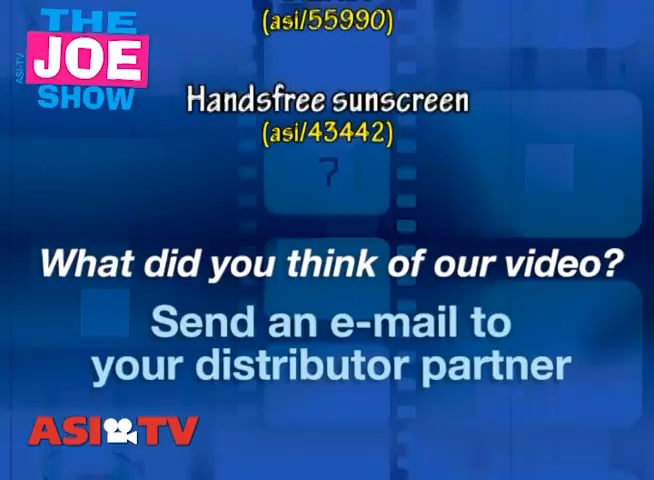 (asi/55990)
THE
JOE
SHOW
ASI-TV
Handsfree sunscreen
(asi/43442)
7
What did you think of our video?
Send an e-mail to
your distributor partner
ASI TV